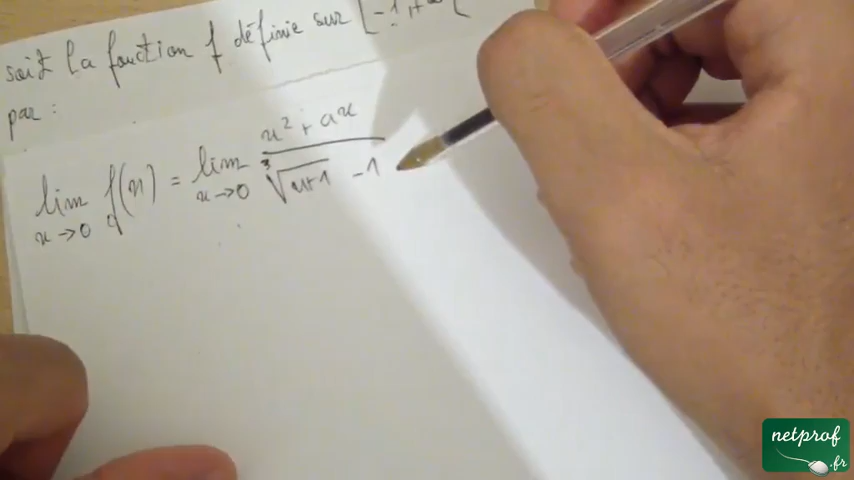 soit la fonction f définie sur [-1,+∞[
par :
lim f(x) = lim x² + ax
x→0 x→0 ∛x+1 -1
netprof
.fr